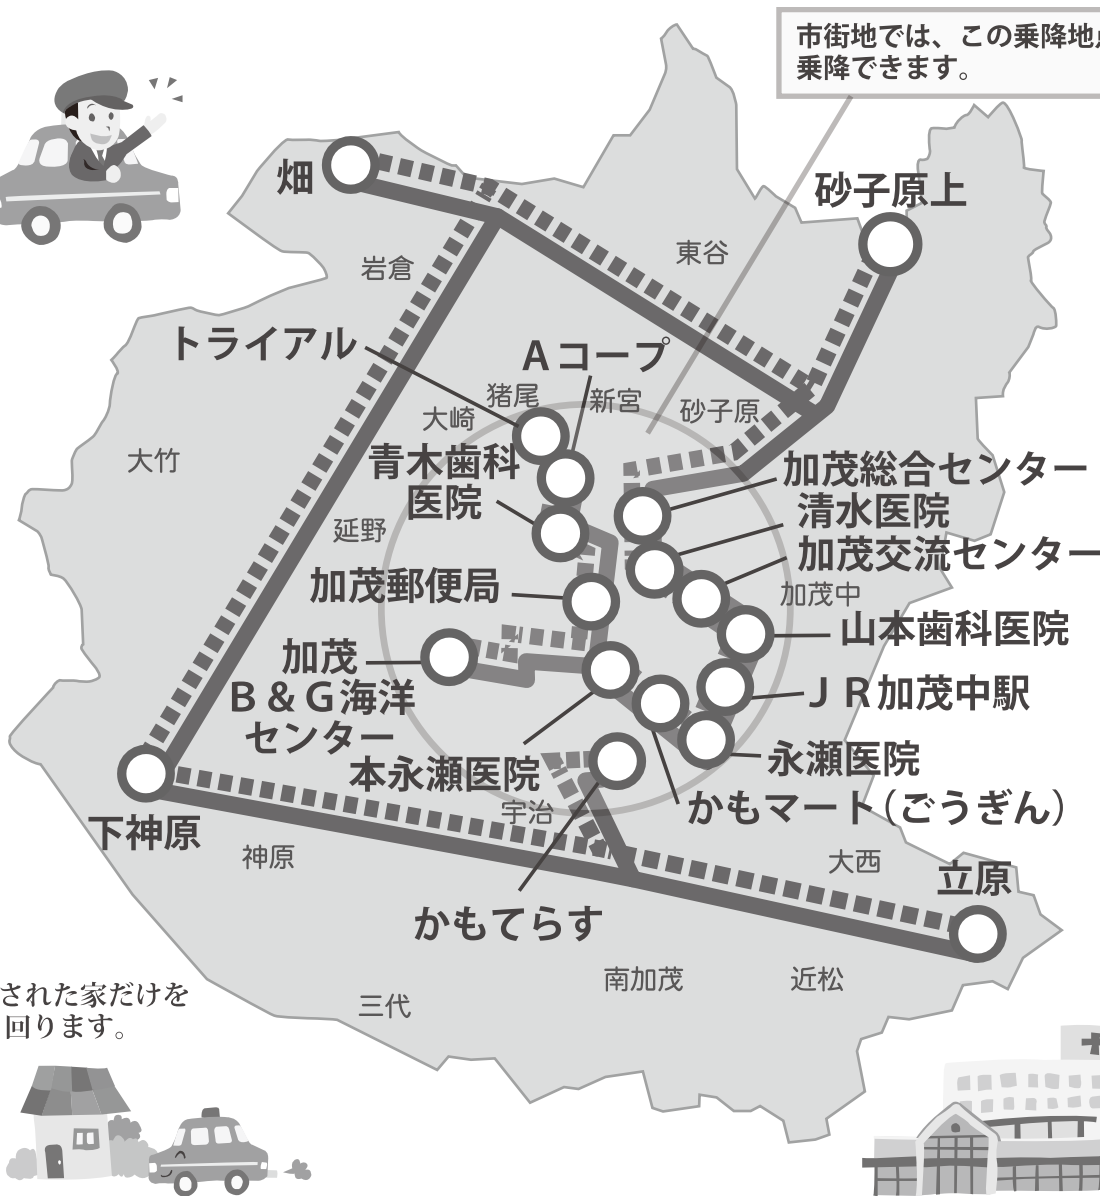 市街地では、この乗降地点
乗降できます。
畑
砂子原上
東谷
岩倉
トライアル
Ａコープ
猪尾
新宮
砂子原
大崎
大竹
青木歯科
医院
加茂総合センター
清水医院
延野
加茂交流センター
加茂郵便局
加茂中
山本歯科医院
加茂
Ｂ＆Ｇ海洋
センター
ＪＲ加茂中駅
本永瀬医院
永瀬医院
宇治
かもマート（ごうぎん）
下神原
神原
大西
立原
かもてらす
南加茂
近松
三代
された家だけを
回ります。